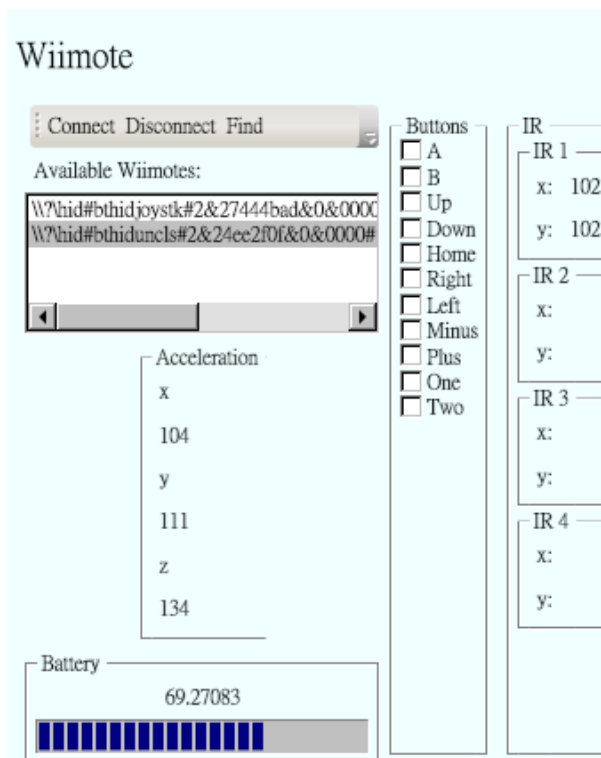 Wiimote
Connect Disconnect Find
Available Wiimotes:
\\?\hid#bthidjoystk#2&27444bad&0&0000
\\?\hid#bthiduncls#2&24ee2f0f&0&0000#
Acceleration
x
104
y
111
z
134
Battery
69.27083
Buttons
A
B
Up
Down
Home
Right
Left
Minus
Plus
One
Two
IR
IR 1
x: 102
y: 102
IR 2
x:
y:
IR 3
x:
y:
IR 4
x:
y: